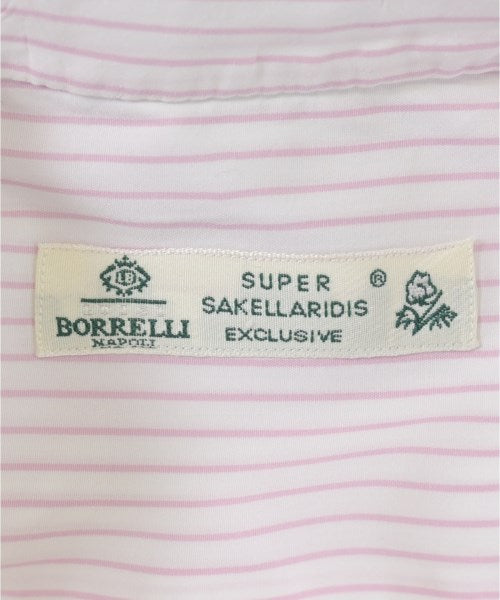 BORRELLI
NAPOLI
SUPER ®
SAKELLARIDIS
EXCLUSIVE